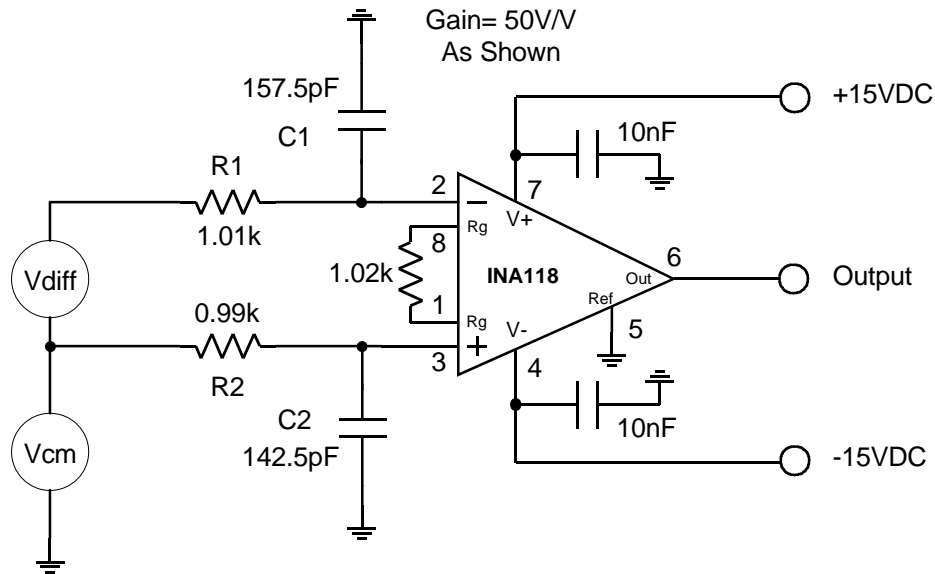 Gain= 50V/V
As Shown
157.5pF
C1
+15VDC
10nF
R1
1.01k
2
7
V+
Rg
8
1.02k
INA118
6
Out
Output
Vdiff
0.99k
1
Rg
Ref
5
V-
R2
3
4
C2
142.5pF
10nF
Vcm
-15VDC